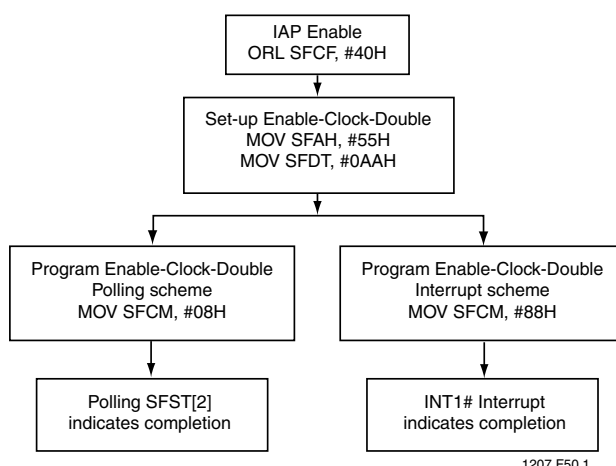 IAP Enable
ORL SFCF, #40H
Set-up Enable-Clock-Double
MOV SFAH, #55H
MOV SFDT, #0AAH
Program Enable-Clock-Double
Polling scheme
MOV SFCM, #08H
Program Enable-Clock-Double
Interrupt scheme
MOV SFCM, #88H
Polling SFST[2]
indicates completion
INT1# Interrupt
indicates completion
1207 F50.1